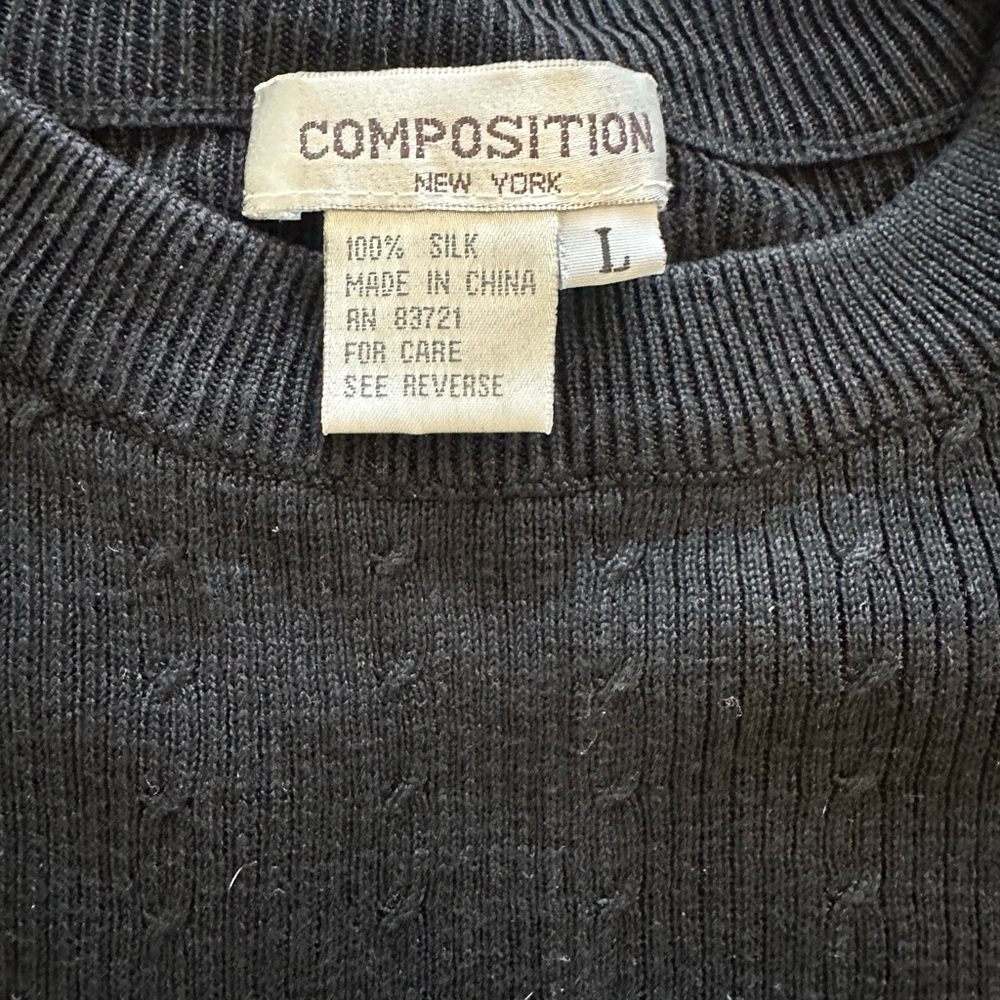 COMPOSITION
NEW YORK
L
100% SILK
MADE IN CHINA
RN 83721
FOR CARE
SEE REVERSE